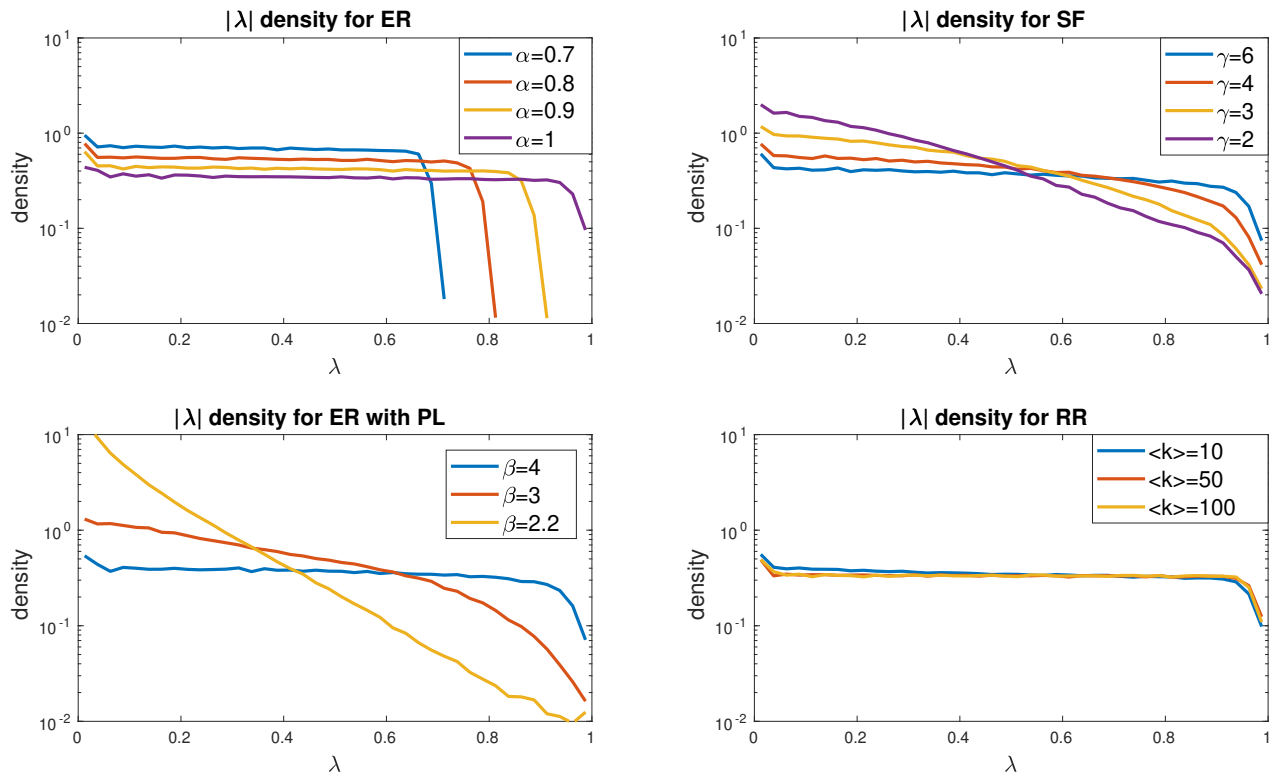 |λ| density for ER
10^1
10^0
10^-1
10^-2
density
α=0.7
α=0.8
α=0.9
α=1
0 0.2 0.4 0.6 0.8 1
λ
|λ| density for SF
10^1
10^0
10^-1
10^-2
density
γ=6
γ=4
γ=3
γ=2
0 0.2 0.4 0.6 0.8 1
λ
|λ| density for ER with PL
10^1
10^0
10^-1
10^-2
density
β=4
β=3
β=2.2
0 0.2 0.4 0.6 0.8 1
λ
|λ| density for RR
10^1
10^0
10^-1
10^-2
density
<k>=10
<k>=50
<k>=100
0 0.2 0.4 0.6 0.8 1
λ